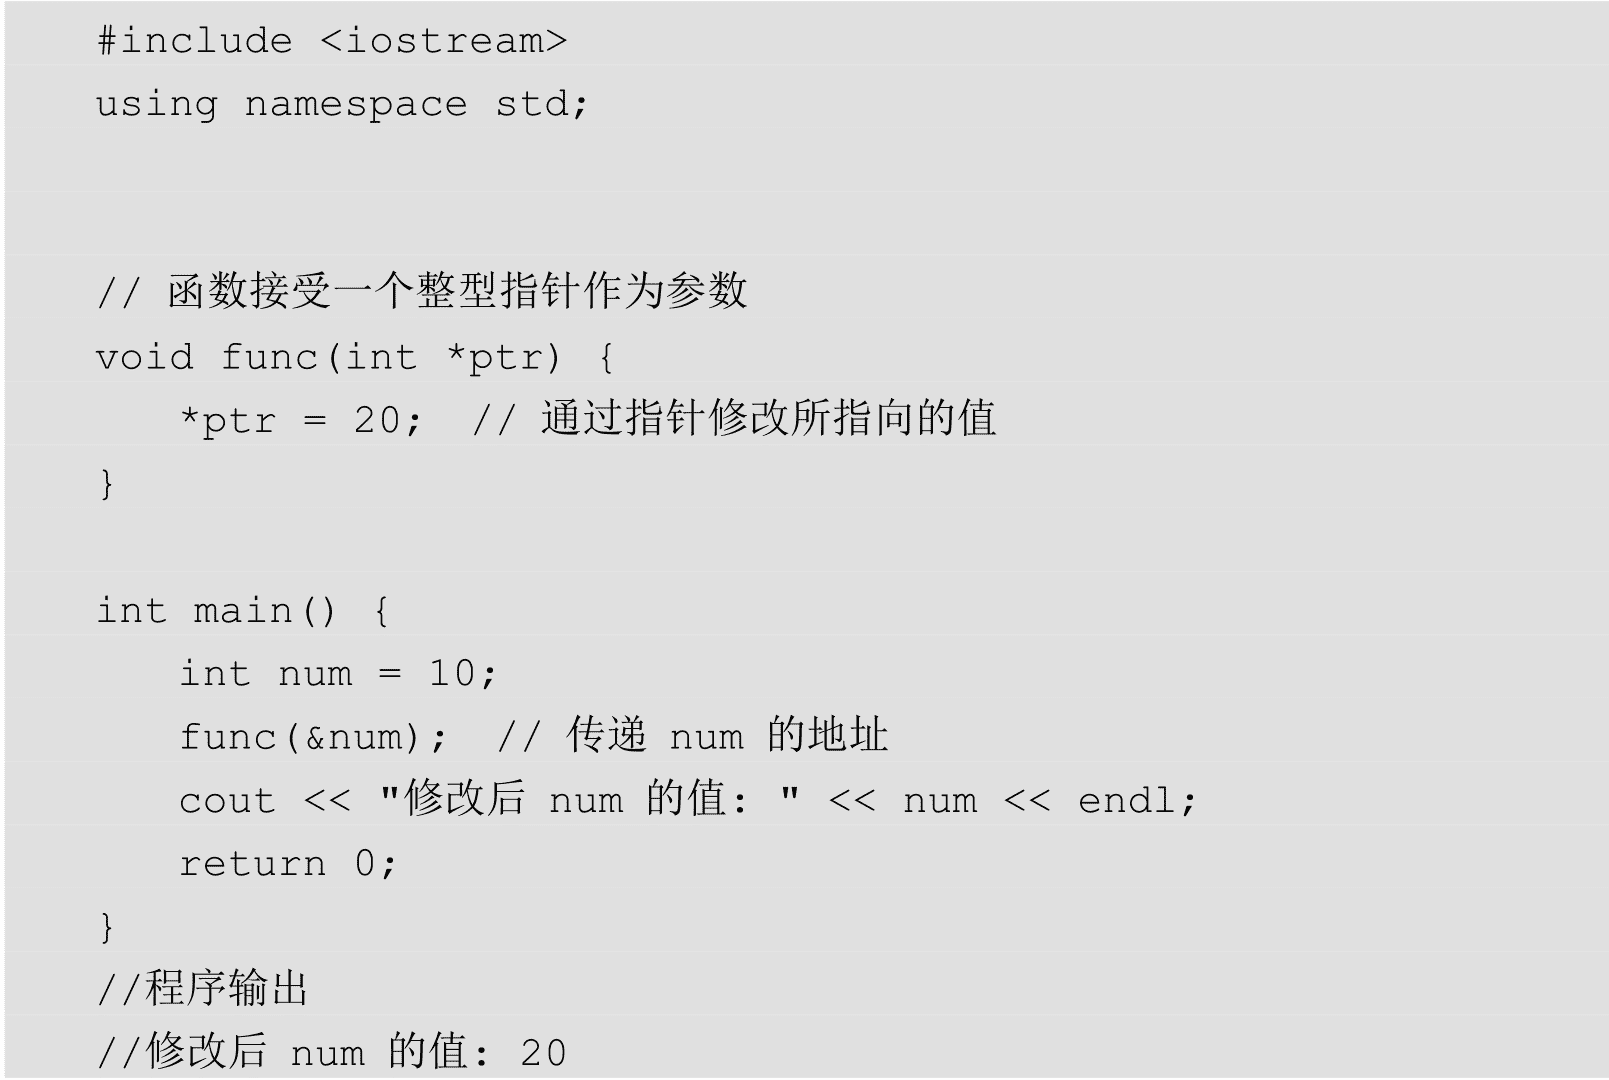 #include <iostream>
using namespace std;
// 函数接受一个整型指针作为参数
void func(int *ptr) {
*ptr = 20;  // 通过指针修改所指向的值
}
int main() {
int num = 10;
func(&num);  // 传递 num 的地址
cout << "修改后 num 的值: " << num << endl;
return 0;
}
//程序输出
//修改后 num 的值: 20